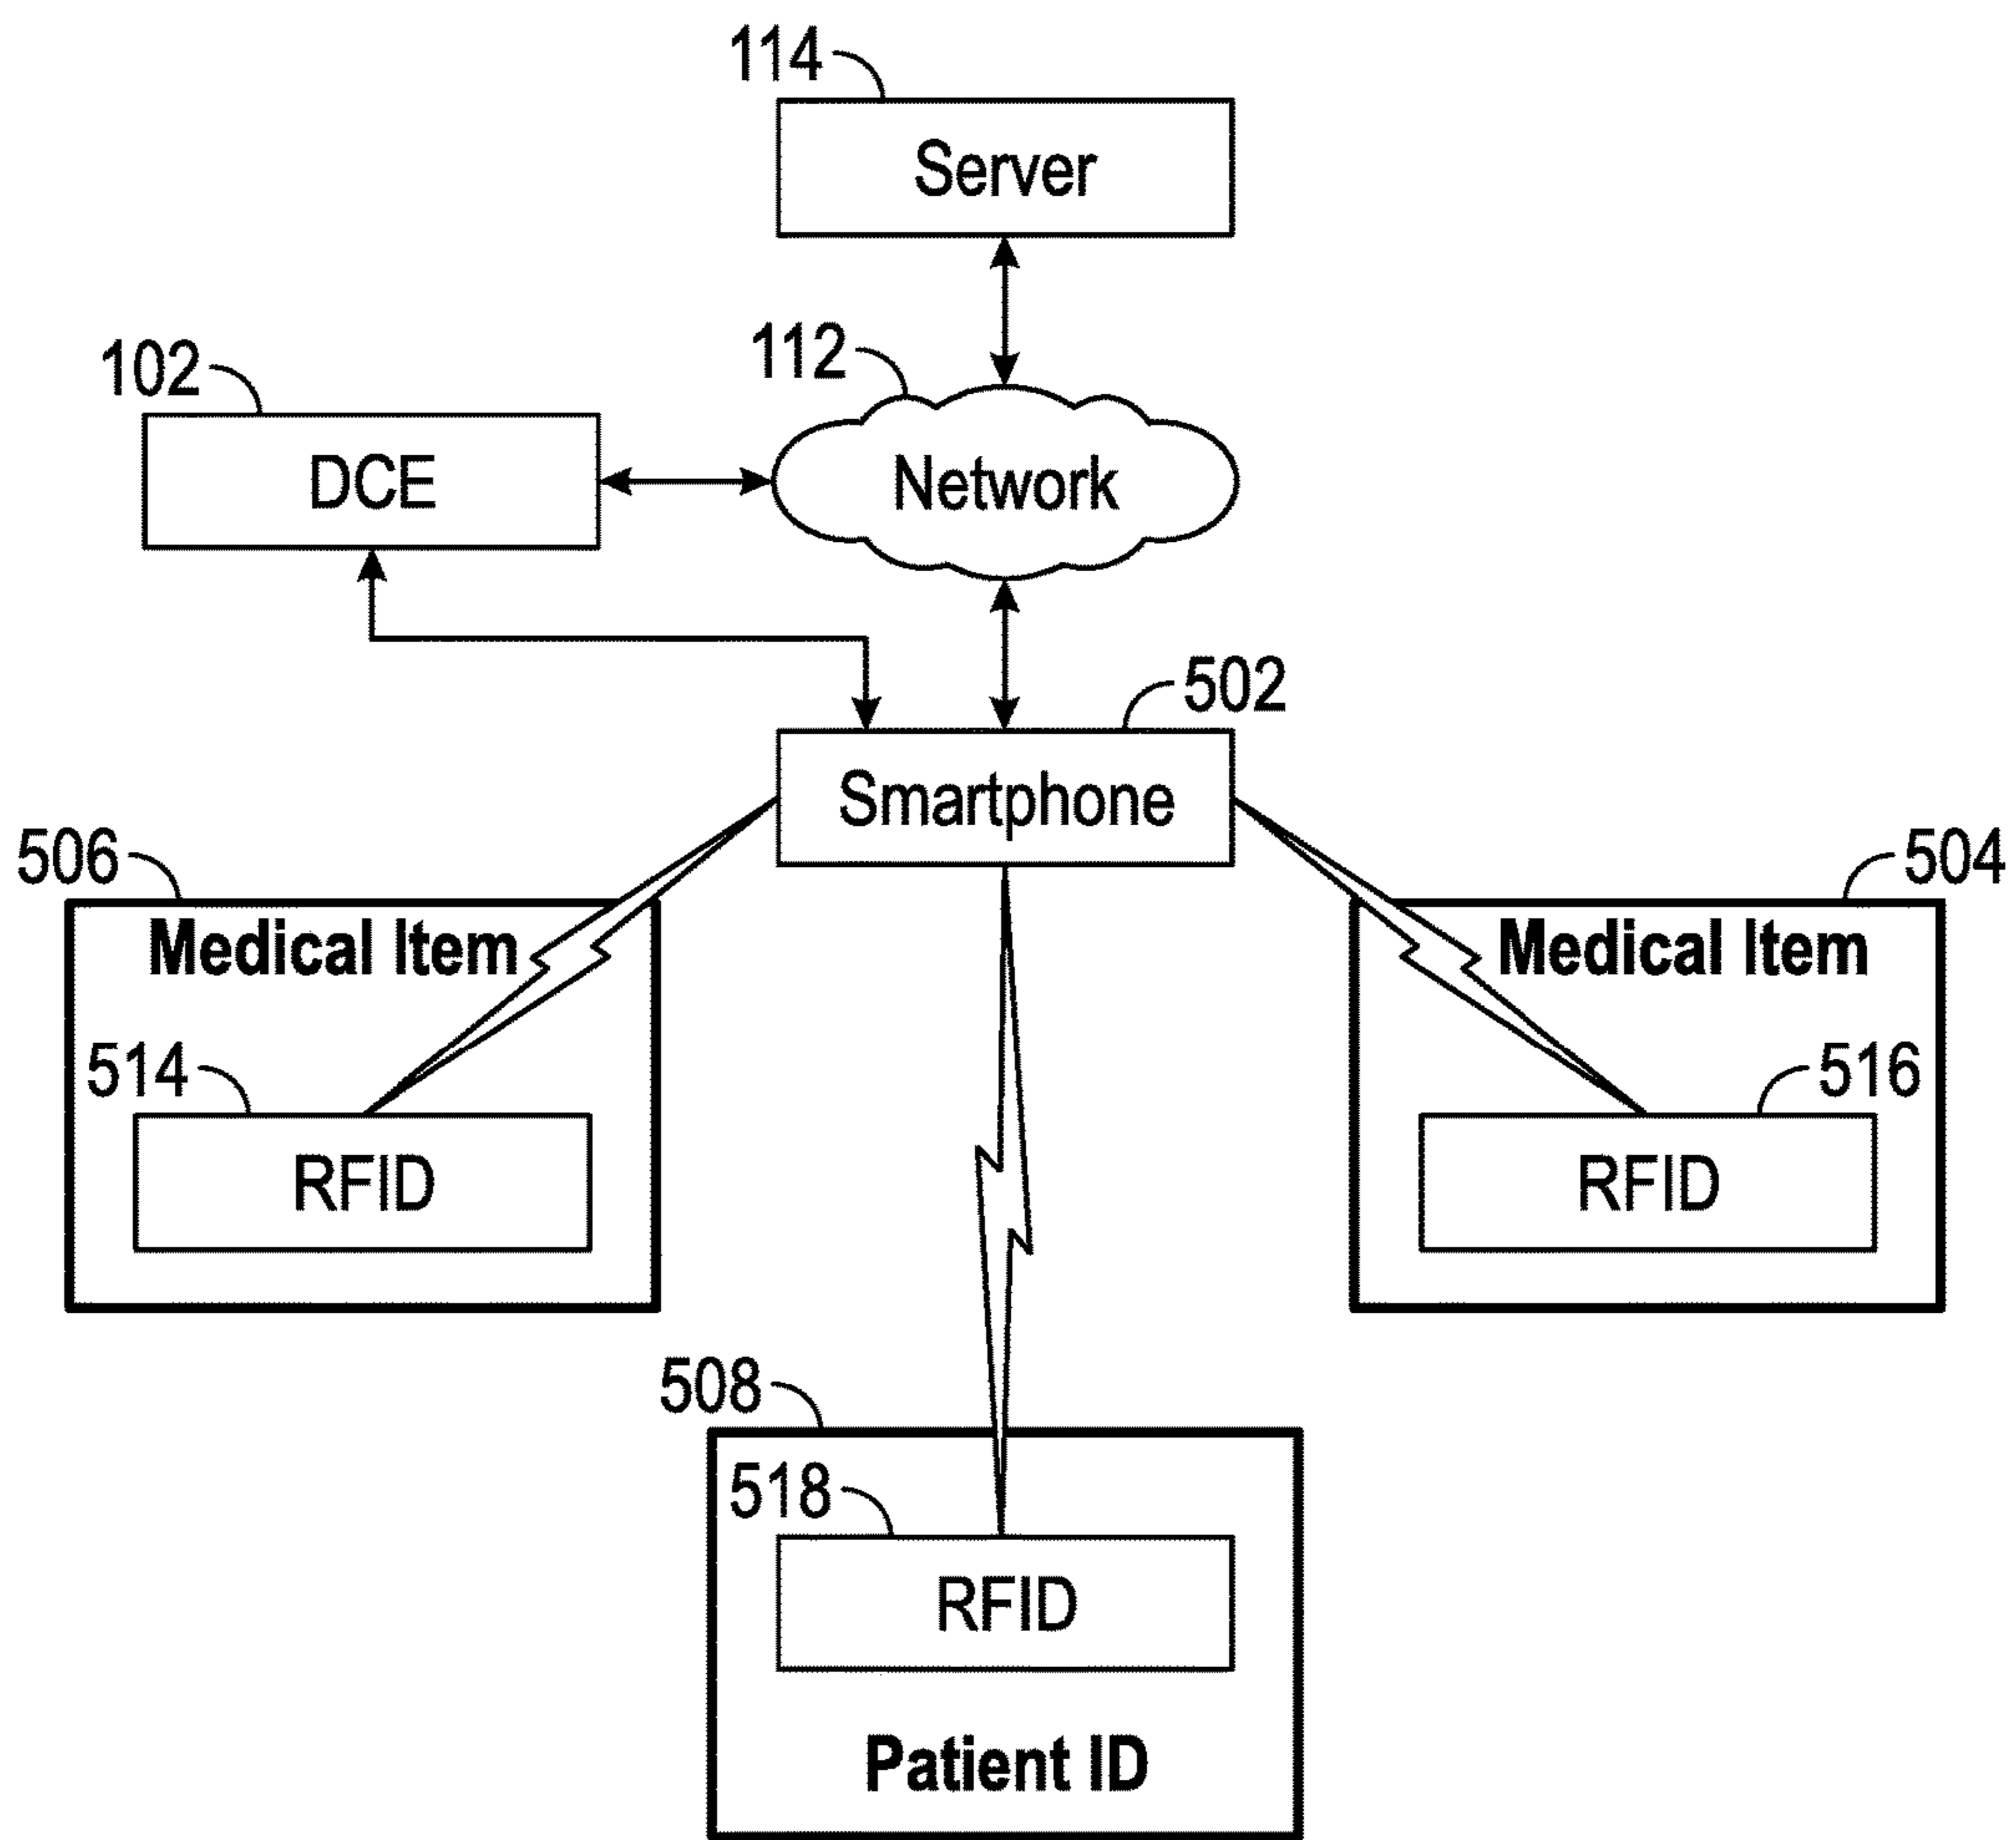 114
Server
112
102
Network
DCE
502
Smartphone
506
504
Medical Item
Medical Item
514
516
RFID
RFID
508
518
RFID
Patient ID